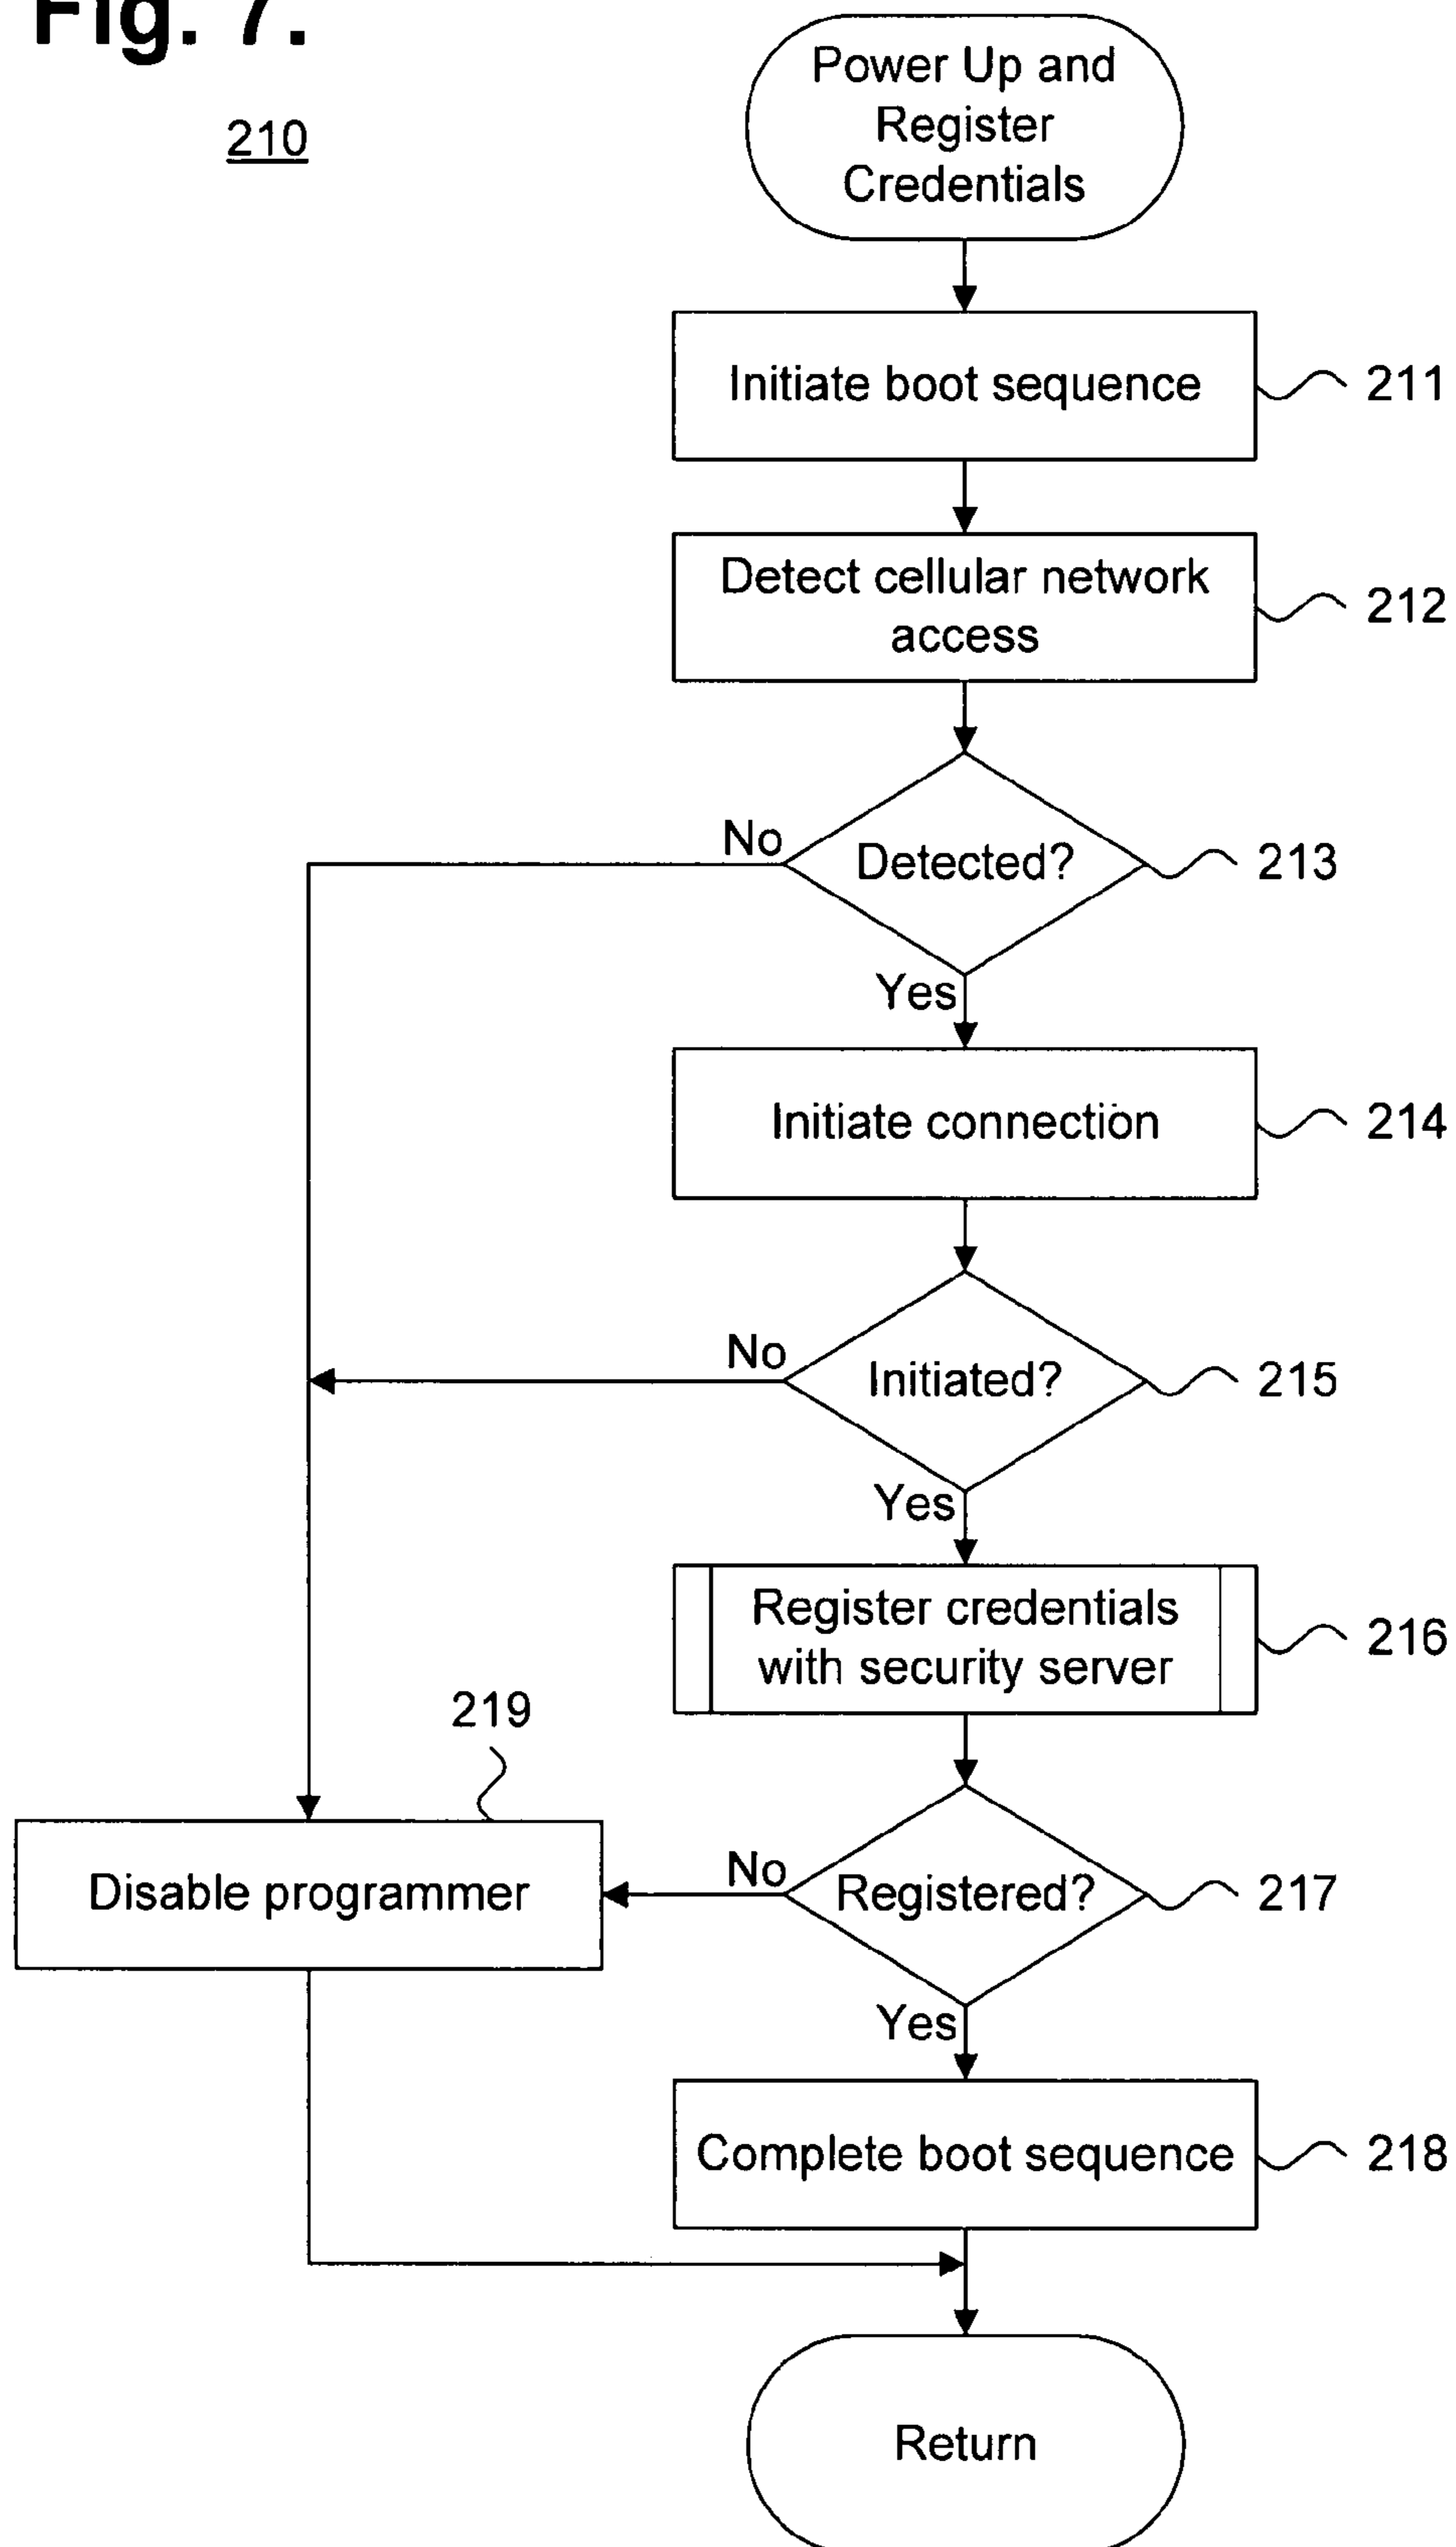 Fig. 7.
210
Power Up and
Register
Credentials
Initiate boot sequence
211
Detect cellular network
access
212
No
Detected?
213
Yes
Initiate connection
214
No
Initiated?
215
Yes
Register credentials
with security server
216
219
Disable programmer
No
Registered?
217
Yes
Complete boot sequence
218
Return